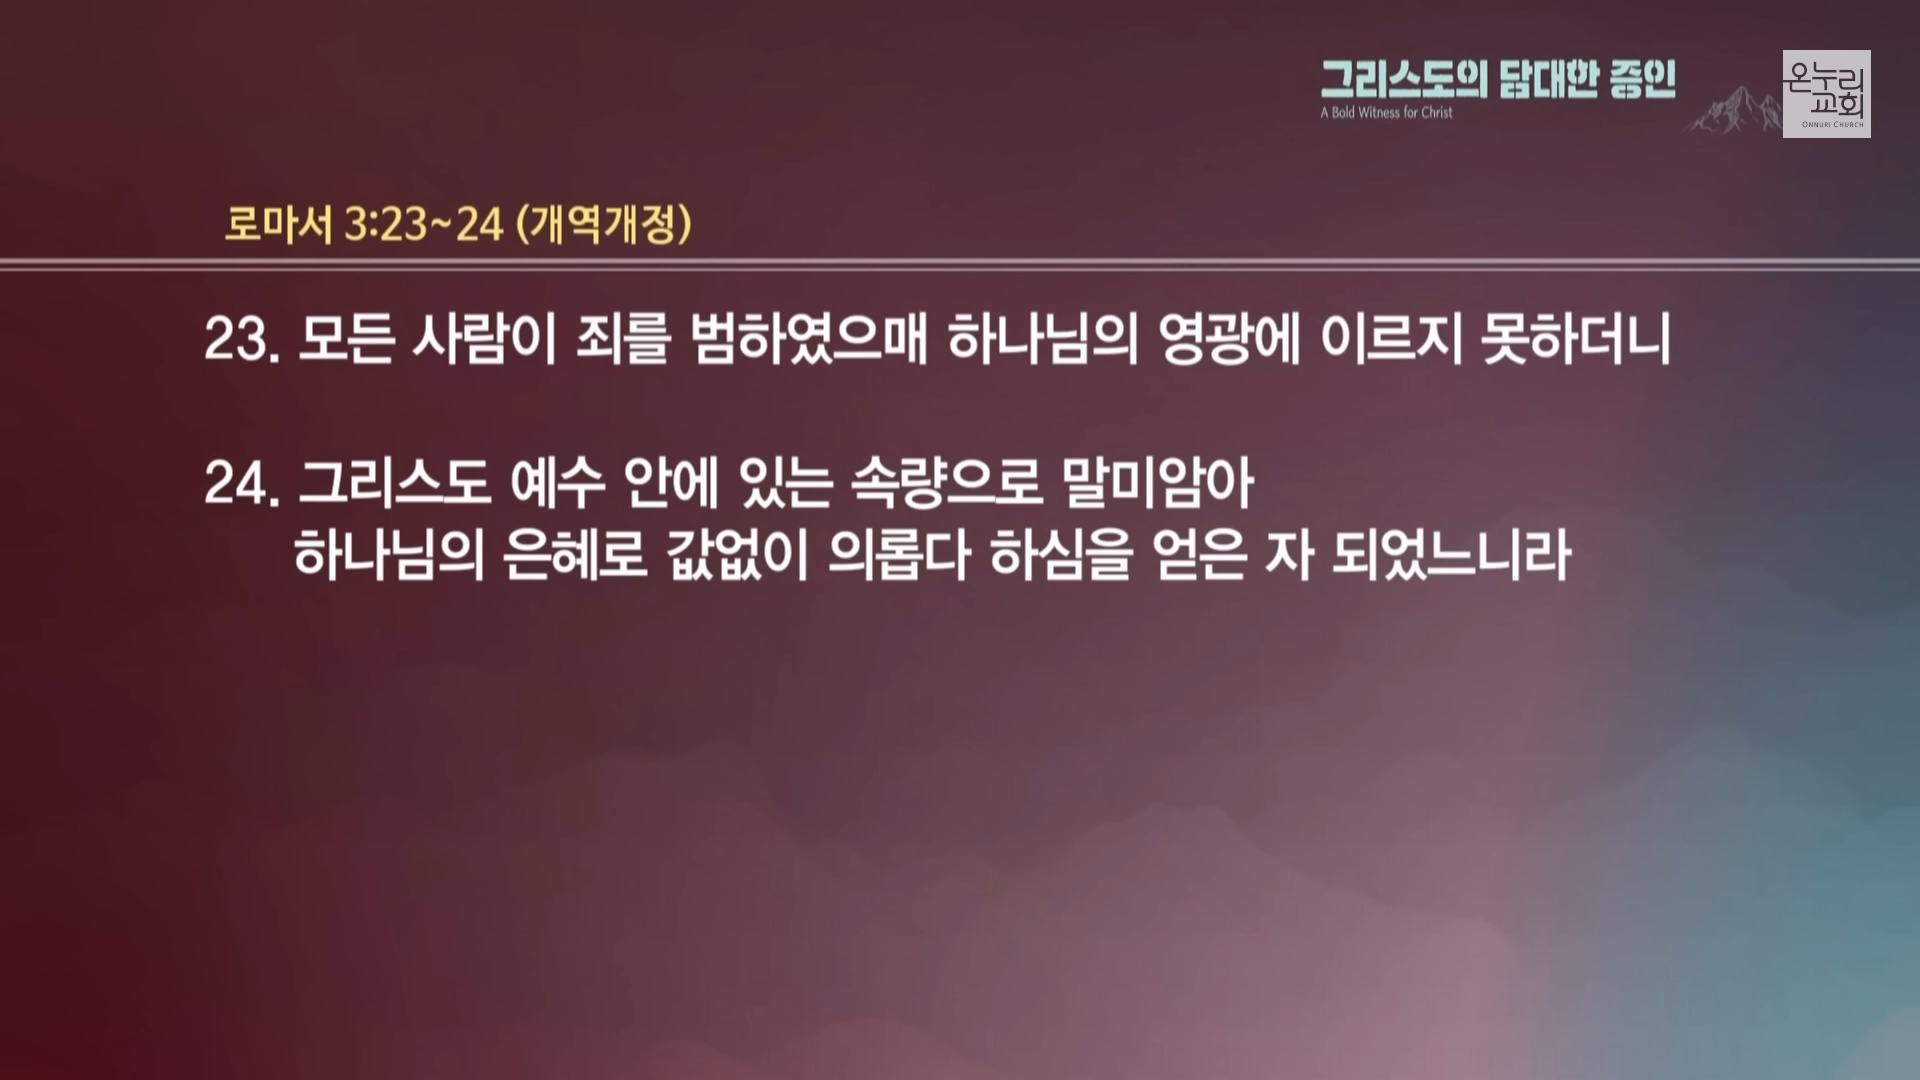 그리스도의 담대한 증인
A Bold Witness for Christ
온누리
교회
ONNURI CHURCH
로마서 3:23~24 (개역개정)
23. 모든 사람이 죄를 범하였으매 하나님의 영광에 이르지 못하더니
24. 그리스도 예수 안에 있는 속량으로 말미암아
하나님의 은혜로 값없이 의롭다 하심을 얻은 자 되었느니라